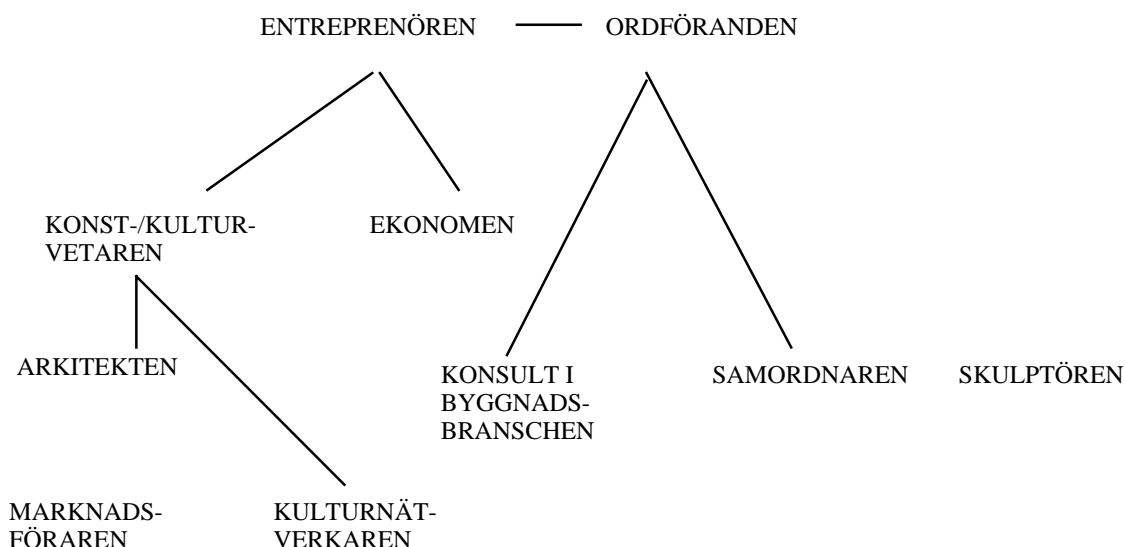 ENTREPRENÖREN ORDFÖRANDEN
KONST-/KULTUR-
VETAREN
EKONOMEN
ARKITEKTEN
KONSULT I
BYGGNADS-
BRANSCHEN
SAMORDNAREN
SKULPTÖREN
MARKNADS-
FÖRAREN
KULTURNÄT-
VERKAREN